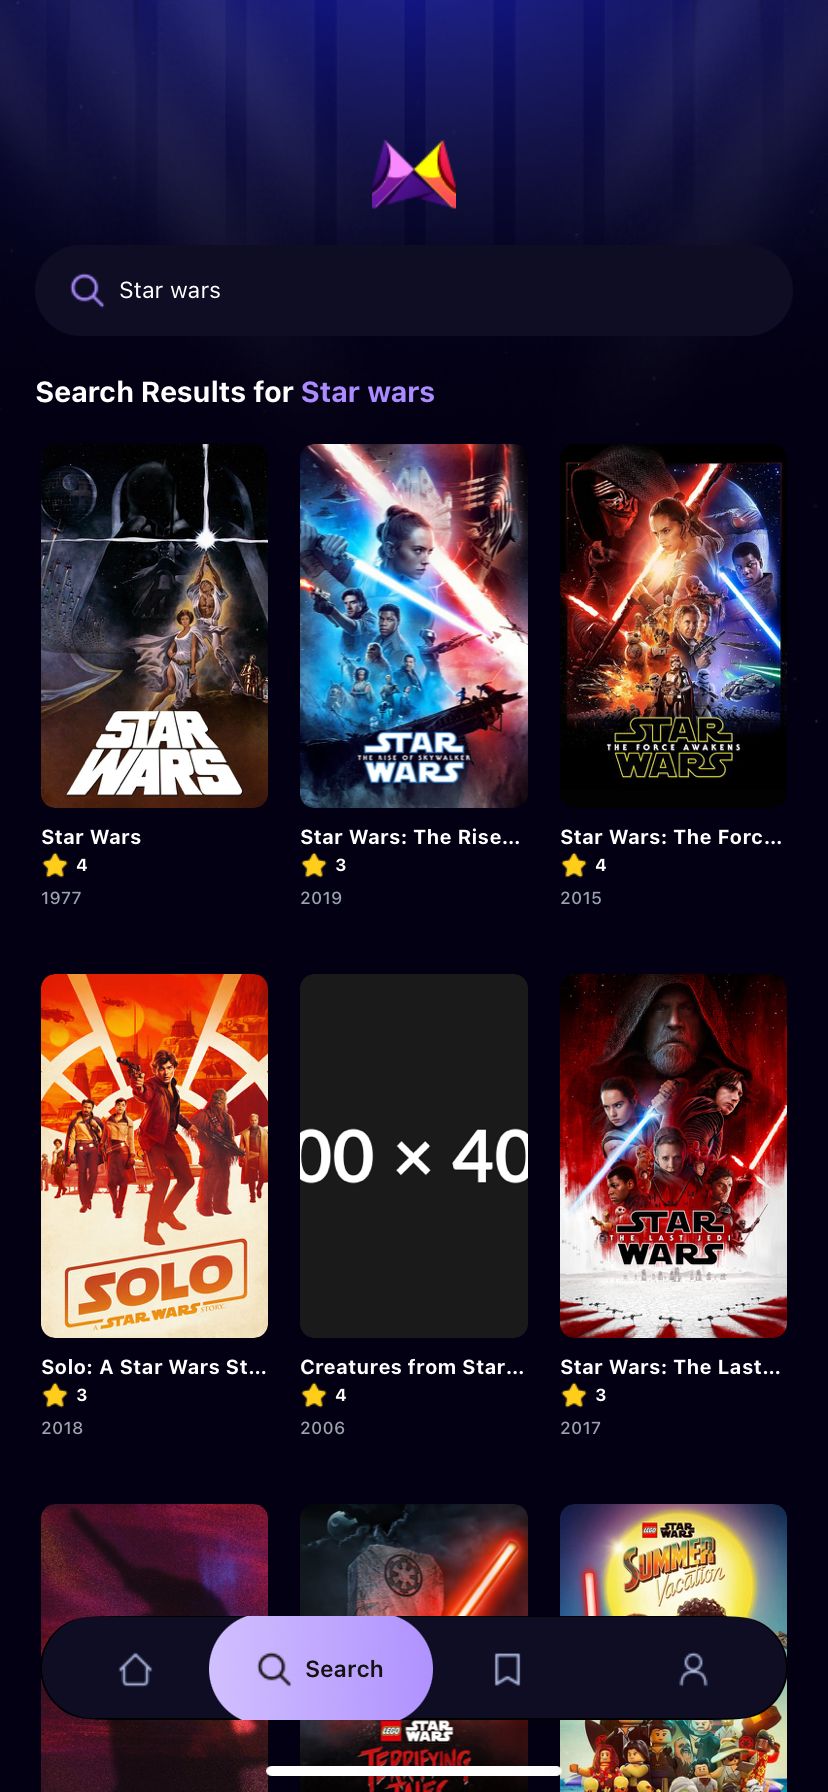 Star wars
Search Results for Star wars
STAR
WARS
STAR
THE RISE OF SKYWALKER
WARS
STAR
THE FORCE AWAKENS
WARS
Star Wars
4
1977
Star Wars: The Rise...
3
2019
Star Wars: The Forc...
4
2015
SOLO
A STAR WARS STORY
00 × 40
STAR
THE LAST JEDI
WARS
Solo: A Star Wars St...
3
2018
Creatures from Star...
4
2006
Star Wars: The Last...
3
2017
LEGO STAR WARS
SUMMER
Vacation
Search
LEGO STAR WARS
TERRIFYING